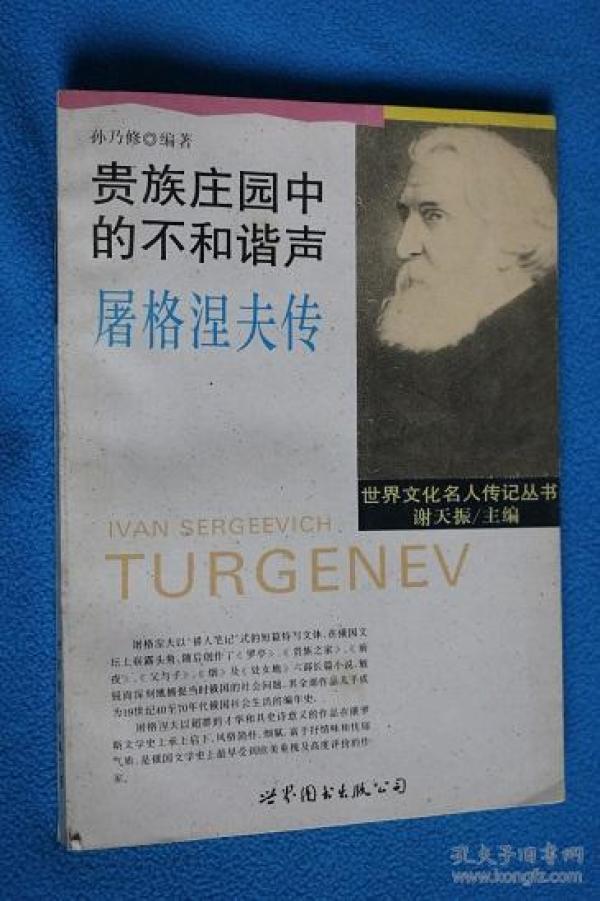 孙乃修◎编著
贵族庄园中
的不和谐声
屠格涅夫传
世界文化名人传记丛书
谢天振/主编
IVAN SERGEEVICH
TURGENEV
屠格涅夫以“猎人笔记”式的短篇特写文体,在俄国文
坛上崭露头角,随后创作了《罗亭》、《贵族之家》、《前
夜》、《父与子》、《烟》及《处女地》六部长篇小说,敏
锐而深刻地捕捉当时俄国的社会问题,其全部作品几乎成
为19世纪40至70年代俄国社会生活的编年史。
屠格涅夫以超群的才华和具史诗意义的作品在俄罗
斯文学史上承上启下,风格简朴、细腻,富于抒情味和忧郁
气质,是俄国文学史上最早受到欧美重视及高度评价的作
家。
世界图书出版公司
孔夫子旧书网
www.kongfz.com